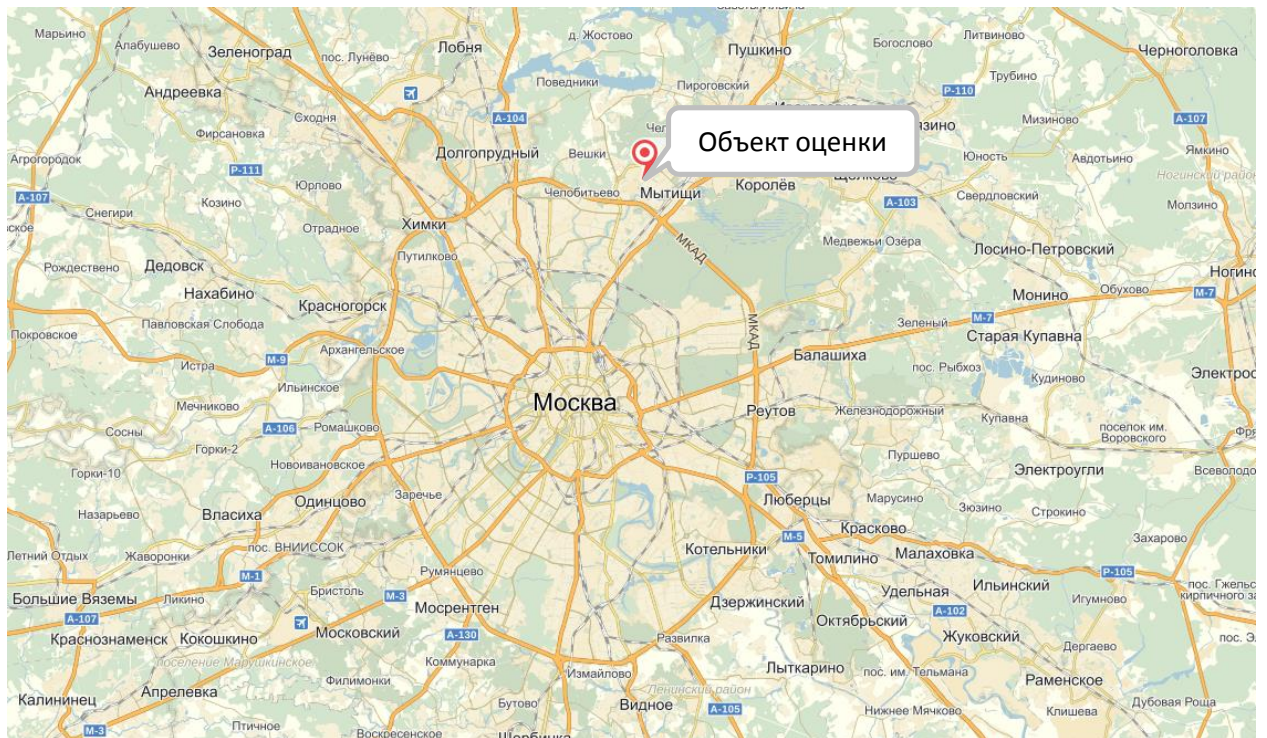 Марьино
Алабушево
Зеленоград
пос. Лунёво
Лобня
д. Жостово
Пушкино
Богослово
Литвиново
Черноголовка
Андреевка
Поведники
Пироговский
Трубино
Р-110
Сходня
А-104
Фирсановка
Мизиново
А-107
Объект оценки
Агрогородок
Р-111
Долгопрудный
Вешки
Юность
Авдотьино
Ямкино
Юрлово
Челобитьево
Мытищи
Королёв
Щёлково
Ногинский район
А-107
Козино
А-103
Свердловский
Молзино
Снегири
Отрадное
Химки
МКАД
Медвежьи Озёра
Лосино-Петровский
Рождествено
Дедовск
Путилково
Нахабино
Красногорск
Монино
Обухово
М-7
Павловская Слобода
МКАД
Зеленый
М-7
Покровское
Старая Купавна
Архангельское
М-9
Истра
Балашиха
пос. Рыбхоз
Кудиново
Ильинское
Москва
Мечниково
Реутов
Железнодорожный
Купавна
А-106
Ромашково
Сосны
поселок им.
Воровского
Горки-2
Новоивановское
Пуршево
Горки-10
Р-105
Электроугли
Одинцово
Заречье
Люберцы
Марусино
Зюзино
Строкино
Назарьево
Власиха
Красково
М-5
Захарово
Летний Отдых
Жаворонки
пос. ВНИИССОК
Котельники
Томилино
Малаховка
М-1
Румянцево
Р-105
Большие Вяземы
Ликино
Бристоль
М-3
Мосрентген
Дзержинский
Удельная
Ильинский
Игумново
А-107
А-102
Октябрьский
Краснознаменск
Кокошкино
Московский
А-130
Развилка
Жуковский
Дергаево
поселение Марушкинское
Коммунарка
Измайлово
Лыткарино
пос. им. Тельмана
Филимонки
Раменское
Калининец
Апрелевка
Бутово
Ленинский район
Видное
А-105
Нижнее Мячково
Клишева
Дубовая Роща
М-3
Птичное
Воскресенское